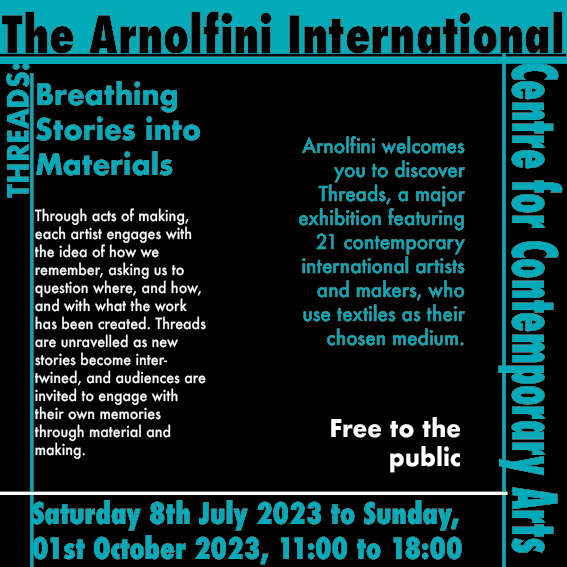 The Arnolfini International
Centre for Contemporary Arts
THREADS:
Breathing
Stories into
Materials
Through acts of making,
each artist engages with
the idea of how we
remember, asking us to
question where, and how,
and with what the work
has been created. Threads
are unravelled as new
stories become inter-
twined, and audiences are
invited to engage with
their own memories
through material and
making.
Arnolfini welcomes
you to discover
Threads, a major
exhibition featuring
21 contemporary
international artists
and makers, who
use textiles as their
chosen medium.
Free to the
public
Saturday 8th July 2023 to Sunday,
01st October 2023, 11:00 to 18:00